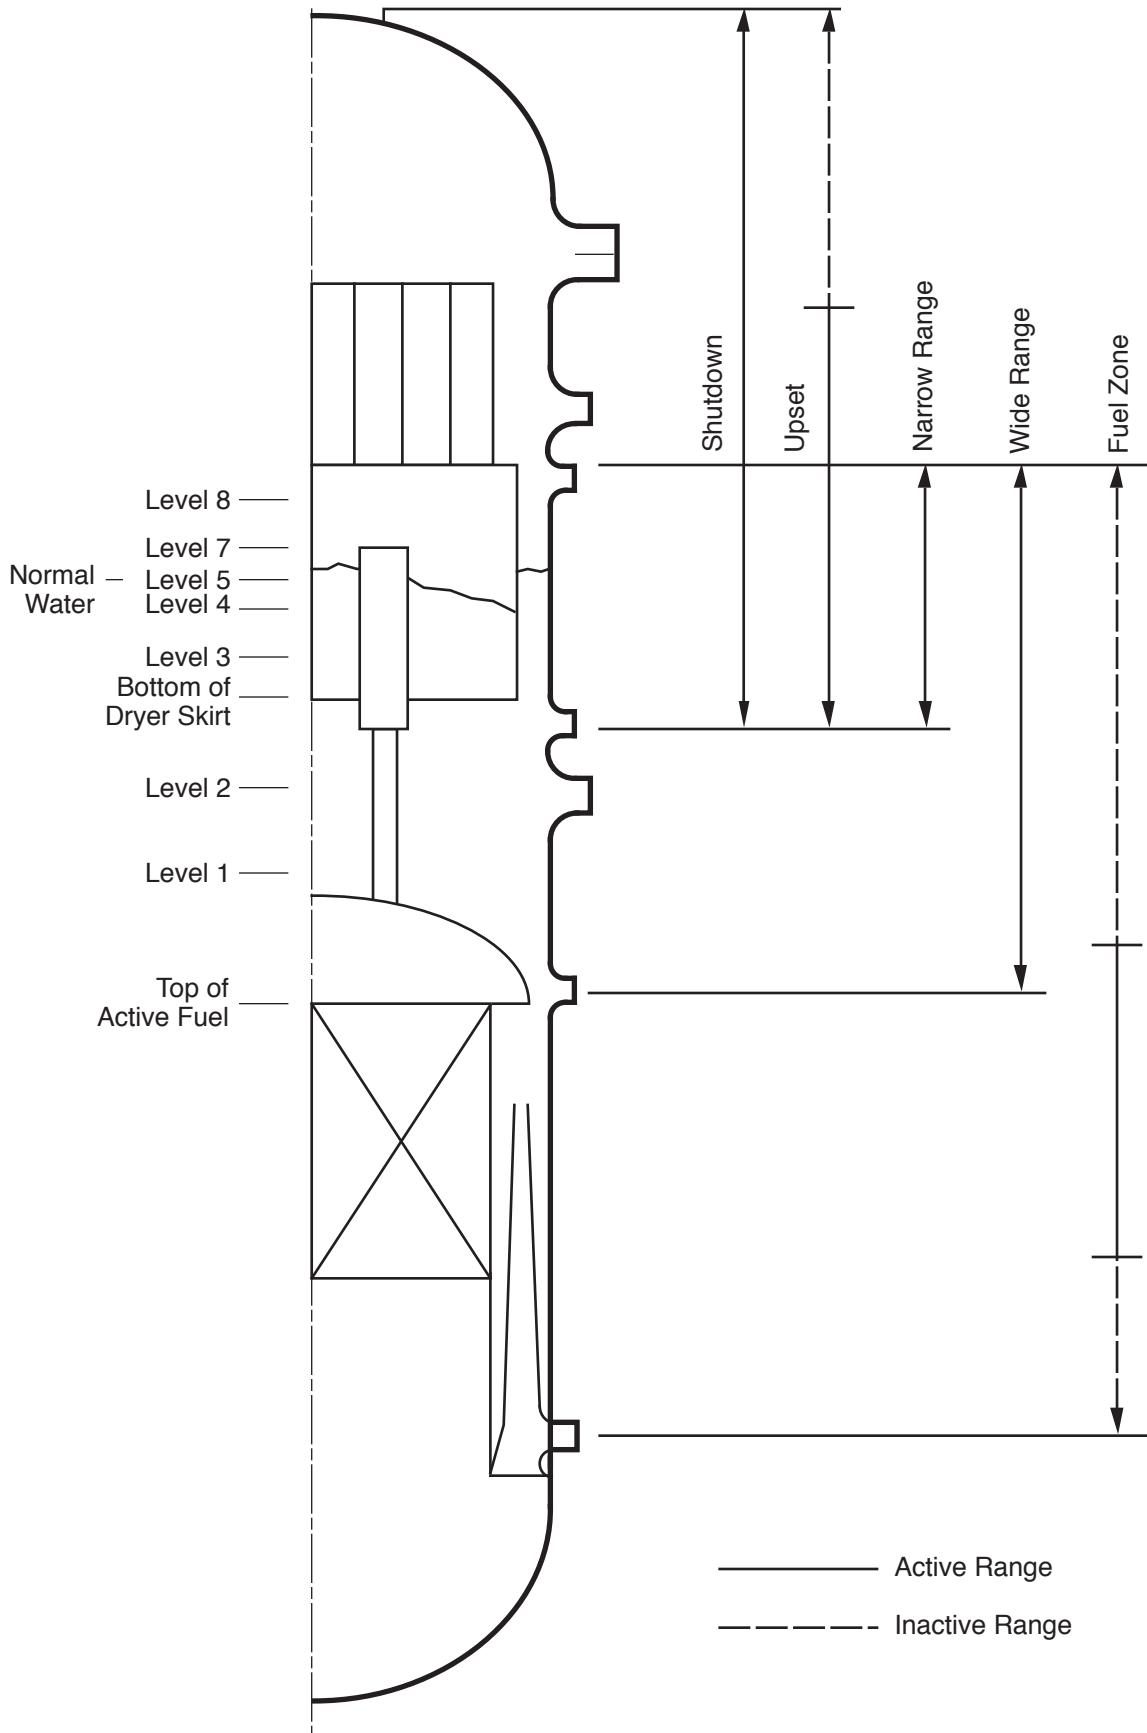 Shutdown
Upset
Narrow Range
Wide Range
Fuel Zone
Level 8
Level 7
Normal
Water
Level 5
Level 4
Level 3
Bottom of
Dryer Skirt
Level 2
Level 1
Top of
Active Fuel
Active Range
Inactive Range